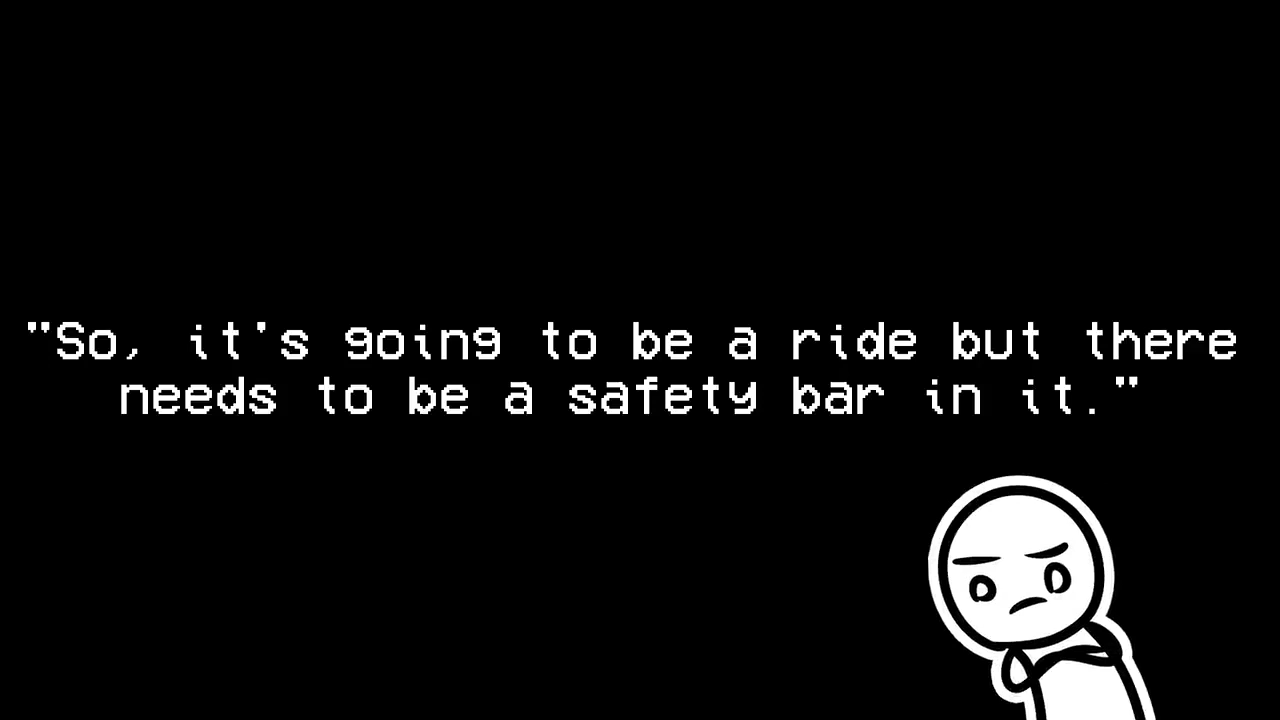 "So, it's going to be a ride but there
needs to be a safety bar in it."